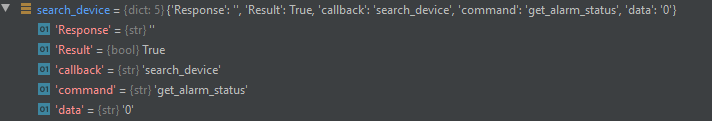 search_device = {dict: 5} {'Response': '', 'Result': True, 'callback': 'search_device', 'command': 'get_alarm_status', 'data': '0'}
01 'Response' = {str} ''
01 'Result' = {bool} True
01 'callback' = {str} 'search_device'
01 'command' = {str} 'get_alarm_status'
01 'data' = {str} '0'